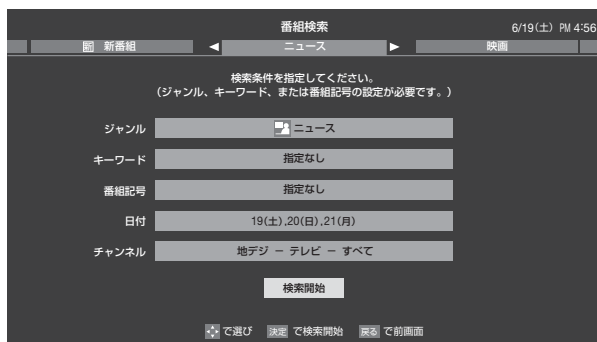 番組検索 6/19(土) PM 4:56
新 新番組 ◀ ニュース ▶ 映画
検索条件を指定してください。
(ジャンル、キーワード、または番組記号の設定が必要です。)
ジャンル ニュース
キーワード 指定なし
番組記号 指定なし
日付 19(土),20(日),21(月)
チャンネル 地デジ − テレビ − すべて
検索開始
で選び 決定 で検索開始 戻る で前画面